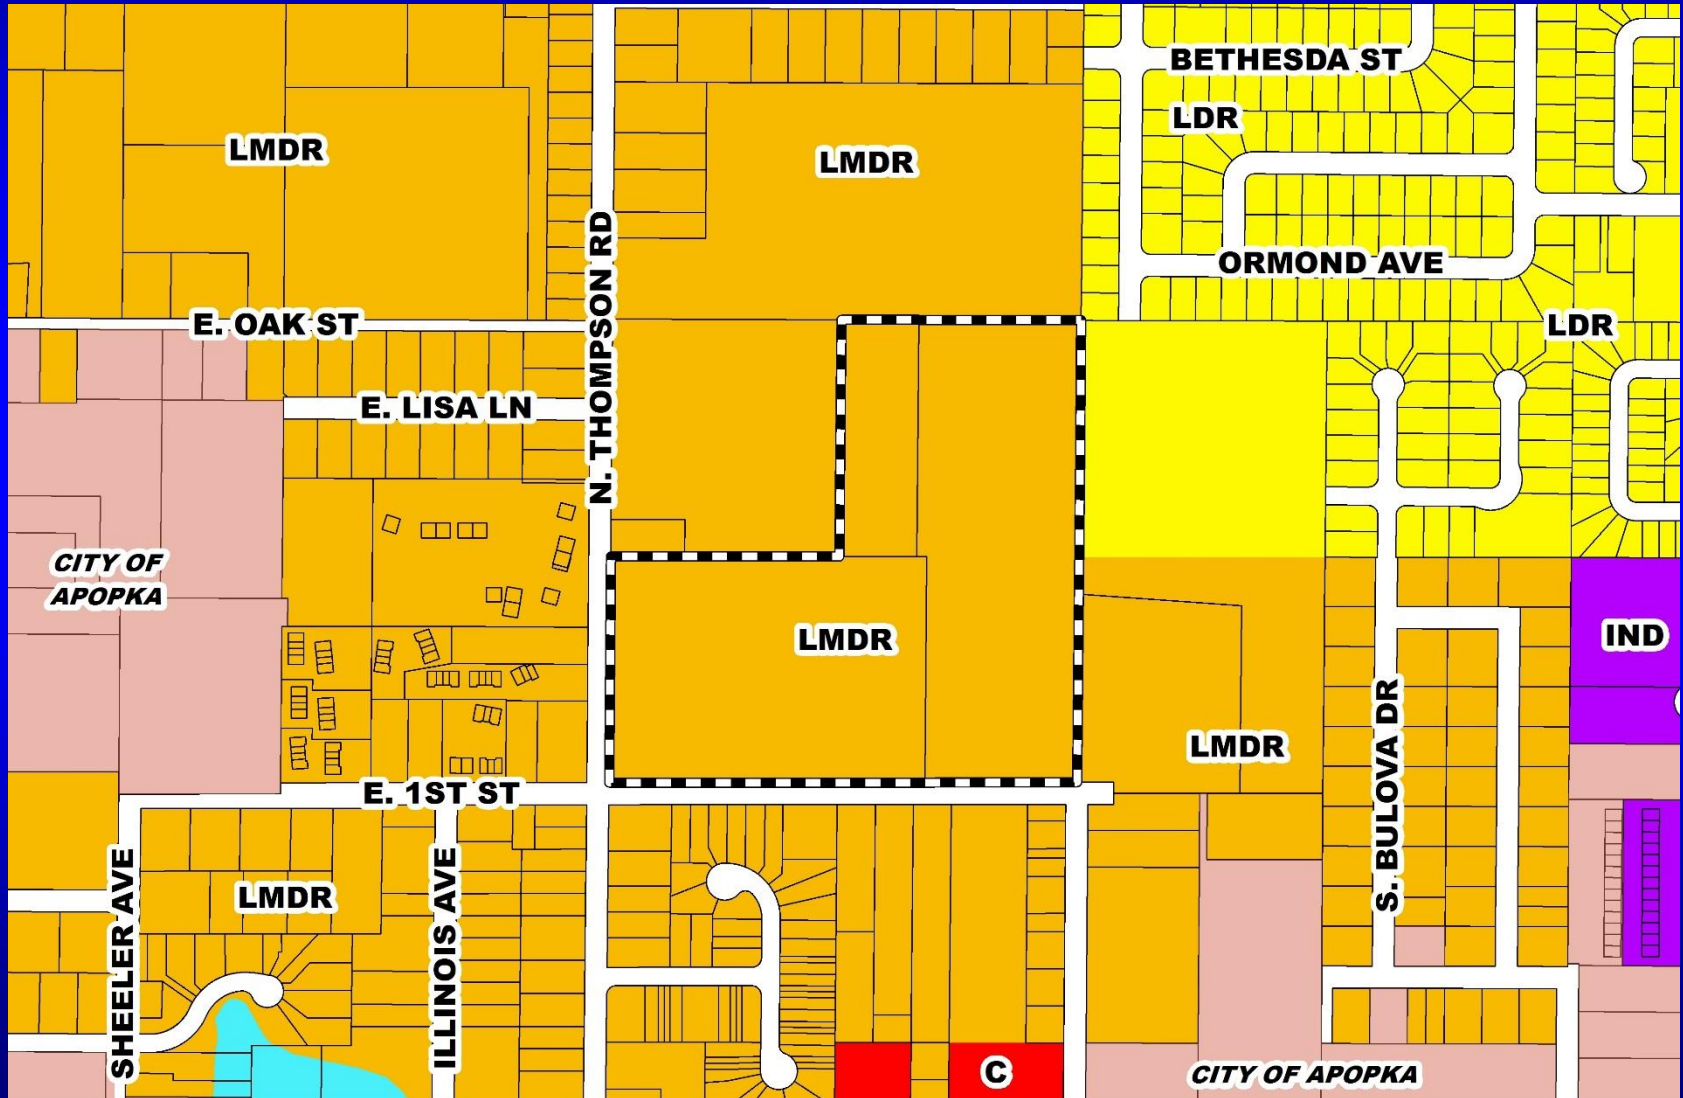 BETHESDA ST
LDR
LMDR
LMDR
ORMOND AVE
E. OAK ST
LDR
N. THOMPSON RD
E. LISA LN
CITY OF
APOPKA
LMDR
IND
LMDR
S. BULOVA DR
E. 1ST ST
LMDR
SHEELER AVE
ILLINOIS AVE
C
CITY OF APOPKA